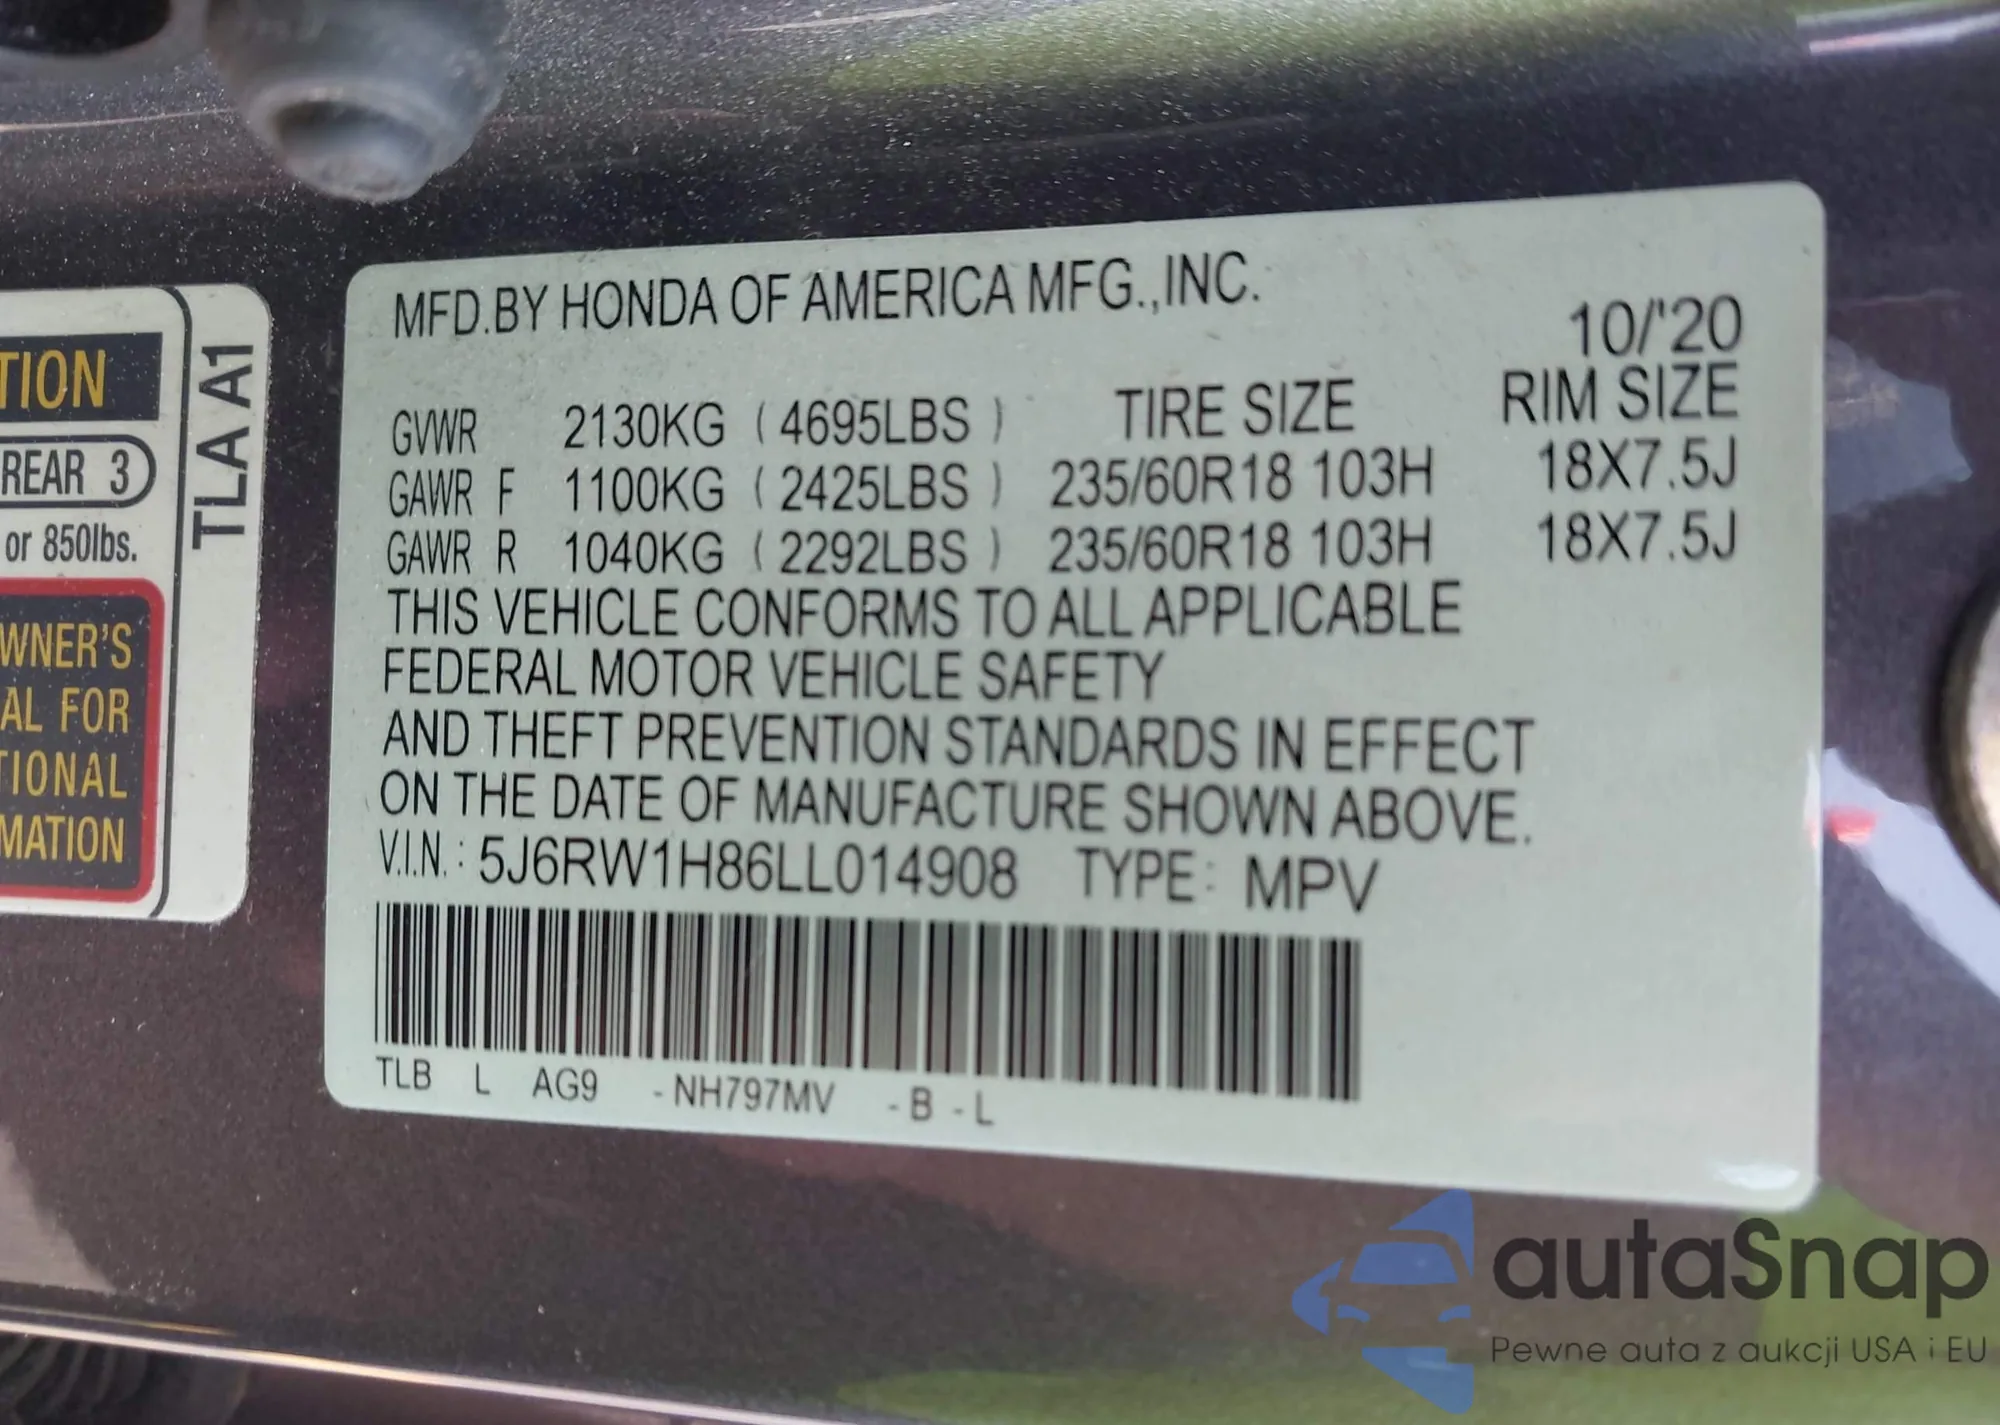 MFD.BY HONDA OF AMERICA MFG.,INC.
10/'20
GVWR 2130KG ( 4695LBS ) TIRE SIZE RIM SIZE
GAWR F 1100KG ( 2425LBS ) 235/60R18 103H 18X7.5J
GAWR R 1040KG ( 2292LBS ) 235/60R18 103H 18X7.5J
THIS VEHICLE CONFORMS TO ALL APPLICABLE
FEDERAL MOTOR VEHICLE SAFETY
AND THEFT PREVENTION STANDARDS IN EFFECT
ON THE DATE OF MANUFACTURE SHOWN ABOVE.
V.I.N.: 5J6RW1H86LL014908 TYPE: MPV
TLB L AG9 -NH797MV -B -L
TION
REAR 3
or 850lbs.
WNER'S
AL FOR
TIONAL
MATION
TLA A1
autaSnap
Pewne auta z aukcji USA i EU